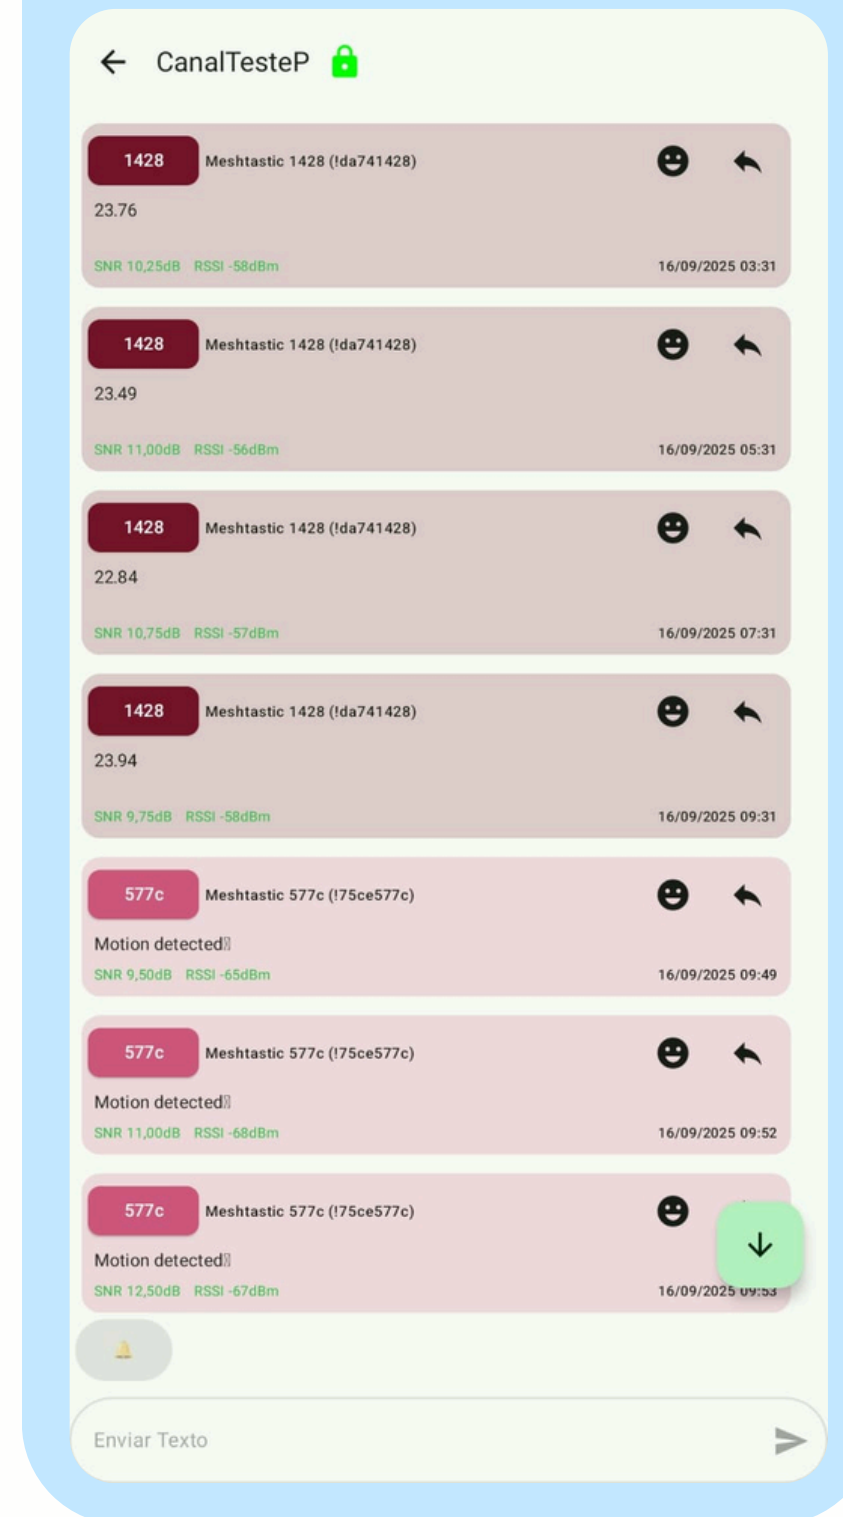 CanalTesteP
1428 Meshtastic 1428 (!da741428)
23.76
SNR 10,25dB RSSI -58dBm 16/09/2025 03:31
1428 Meshtastic 1428 (!da741428)
23.49
SNR 11,00dB RSSI -56dBm 16/09/2025 05:31
1428 Meshtastic 1428 (!da741428)
22.84
SNR 10,75dB RSSI -57dBm 16/09/2025 07:31
1428 Meshtastic 1428 (!da741428)
23.94
SNR 9,75dB RSSI -58dBm 16/09/2025 09:31
577c Meshtastic 577c (!75ce577c)
Motion detected
SNR 9,50dB RSSI -65dBm 16/09/2025 09:49
577c Meshtastic 577c (!75ce577c)
Motion detected
SNR 11,00dB RSSI -68dBm 16/09/2025 09:52
577c Meshtastic 577c (!75ce577c)
Motion detected
SNR 12,50dB RSSI -67dBm 16/09/2025 09:53
Enviar Texto